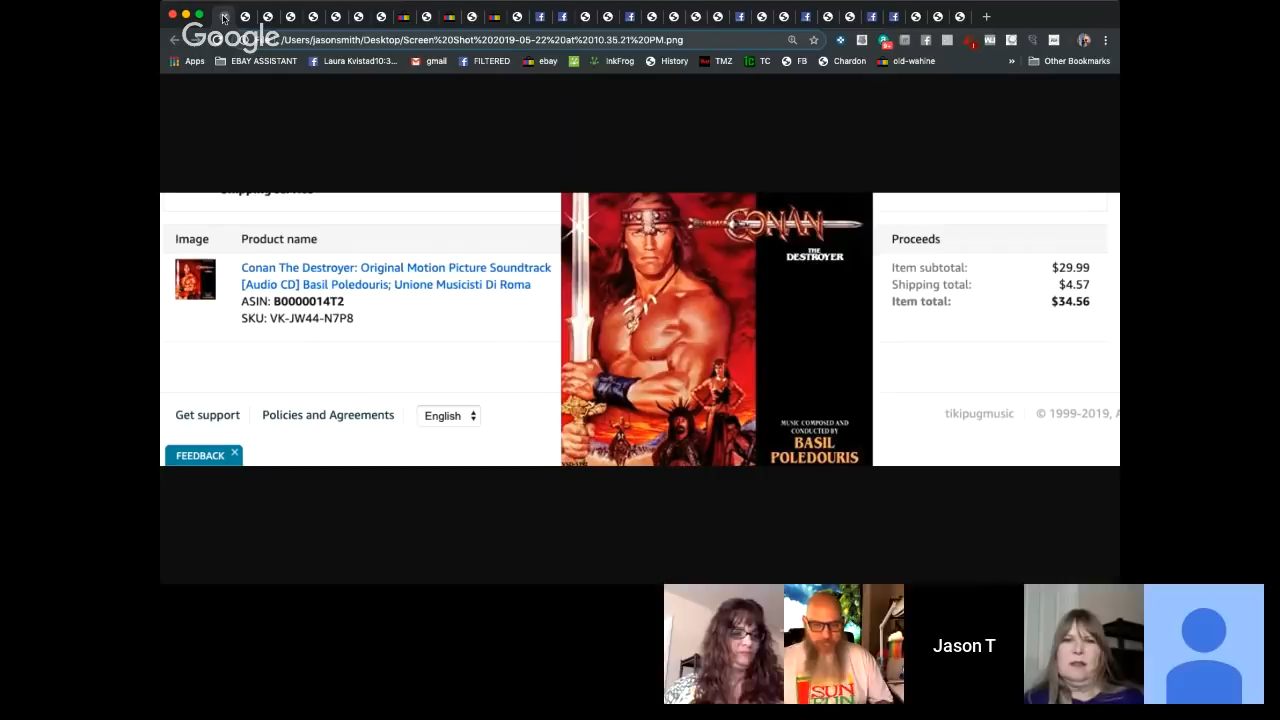 Google
/Users/jasonsmith/Desktop/Screen%20Shot%202019-05-22%20at%2010.35.21%20PM.png
Apps
EBAY ASSISTANT
Laura Kvistad10:3...
gmail
FILTERED
ebay
InkFrog
History
TMZ
TC
FB
Chardon
old-wahine
»
Other Bookmarks
Image
Product name
Proceeds
Conan The Destroyer: Original Motion Picture Soundtrack
[Audio CD] Basil Poledouris; Unione Musicisti Di Roma
ASIN: B0000014T2
SKU: VK-JW44-N7P8
CONAN
THE
DESTROYER
MUSIC COMPOSED AND
CONDUCTED BY
BASIL
POLEDOURIS
Item subtotal: $29.99
Shipping total: $4.57
Item total: $34.56
Get support
Policies and Agreements
English
tikipugmusic
© 1999-2019, A
FEEDBACK
SUN
Jason T